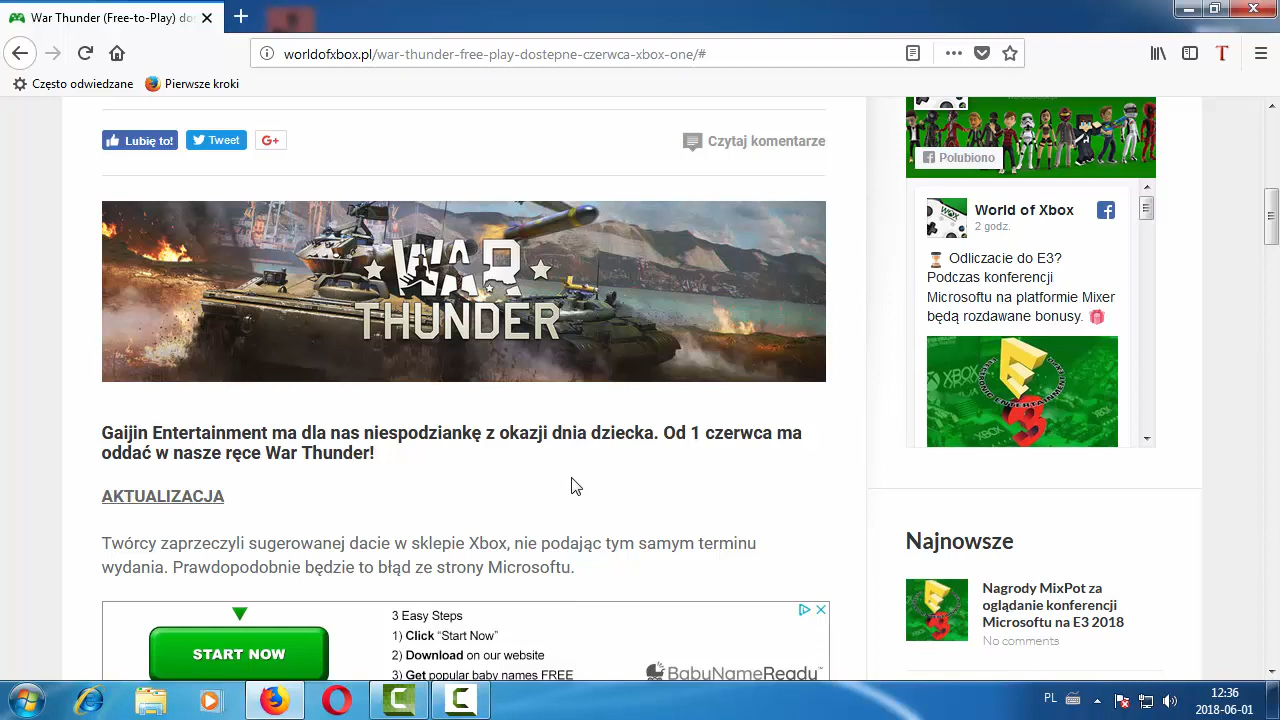 War Thunder (Free-to-Play) do
worldofxbox.pl/war-thunder-free-play-dostepne-czerwca-xbox-one/#
Często odwiedzane
Pierwsze kroki
Lubię to!
Tweet
G+
Czytaj komentarze
WAR
THUNDER
Gaijin Entertainment ma dla nas niespodziankę z okazji dnia dziecka. Od 1 czerwca ma
oddać w nasze ręce War Thunder!
AKTUALIZACJA
Twórcy zaprzeczyli sugerowanej dacie w sklepie Xbox, nie podając tym samym terminu
wydania. Prawdopodobnie będzie to błąd ze strony Microsoftu.
START NOW
3 Easy Steps
1) Click "Start Now"
2) Download on our website
3) Get popular baby names FREE
BabyNameReady
Polubiono
World of Xbox
2 godz.
Odliczacie do E3?
Podczas konferencji
Microsoftu na platformie Mixer
będą rozdawane bonusy.
XBOX
E3
Najnowsze
Nagrody MixPot za
oglądanie konferencji
Microsoftu na E3 2018
No comments
PL
12:36
2018-06-01